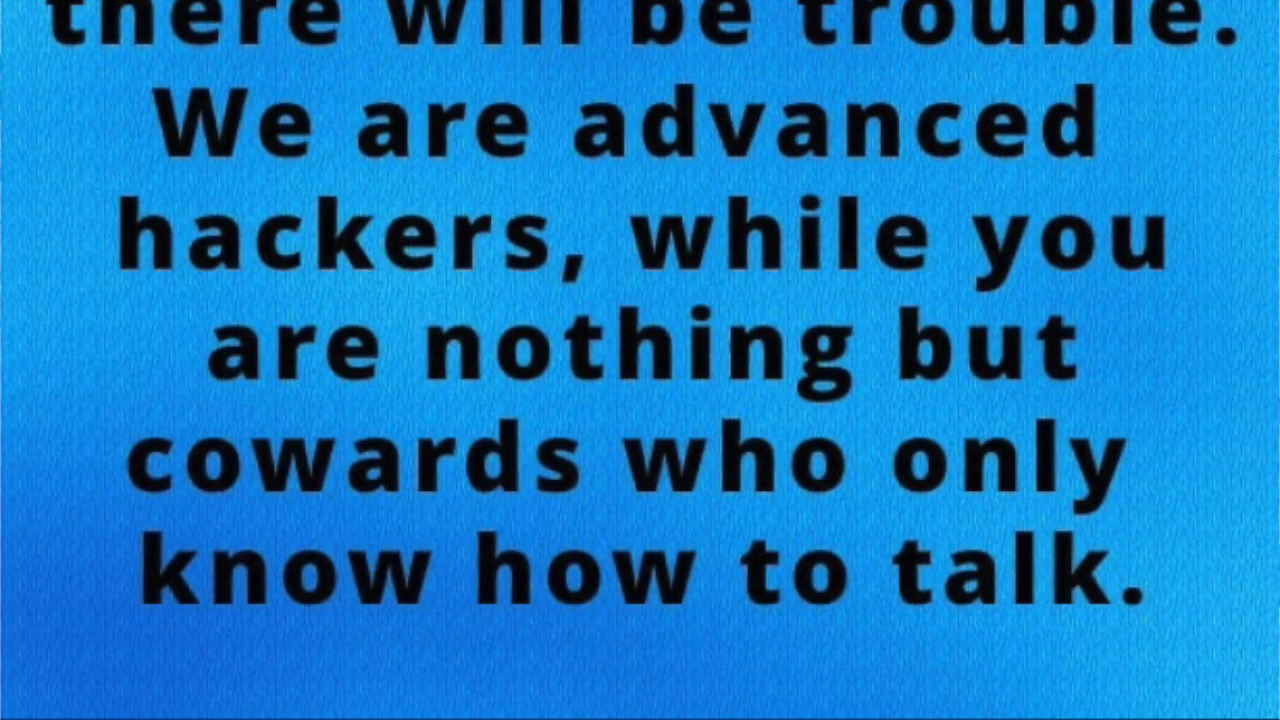 there will be trouble.
We are advanced
hackers, while you
are nothing but
cowards who only
know how to talk.